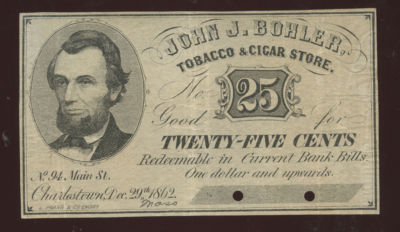 JOHN J. BOHLER,
TOBACCO & CIGAR STORE.
No 25
Good for
TWENTY-FIVE CENTS
Redeemable in Current Bank Bills
One dollar and upwards.
No. 94. Main St.
Charlestown, Dec. 29th 1862.
Mass